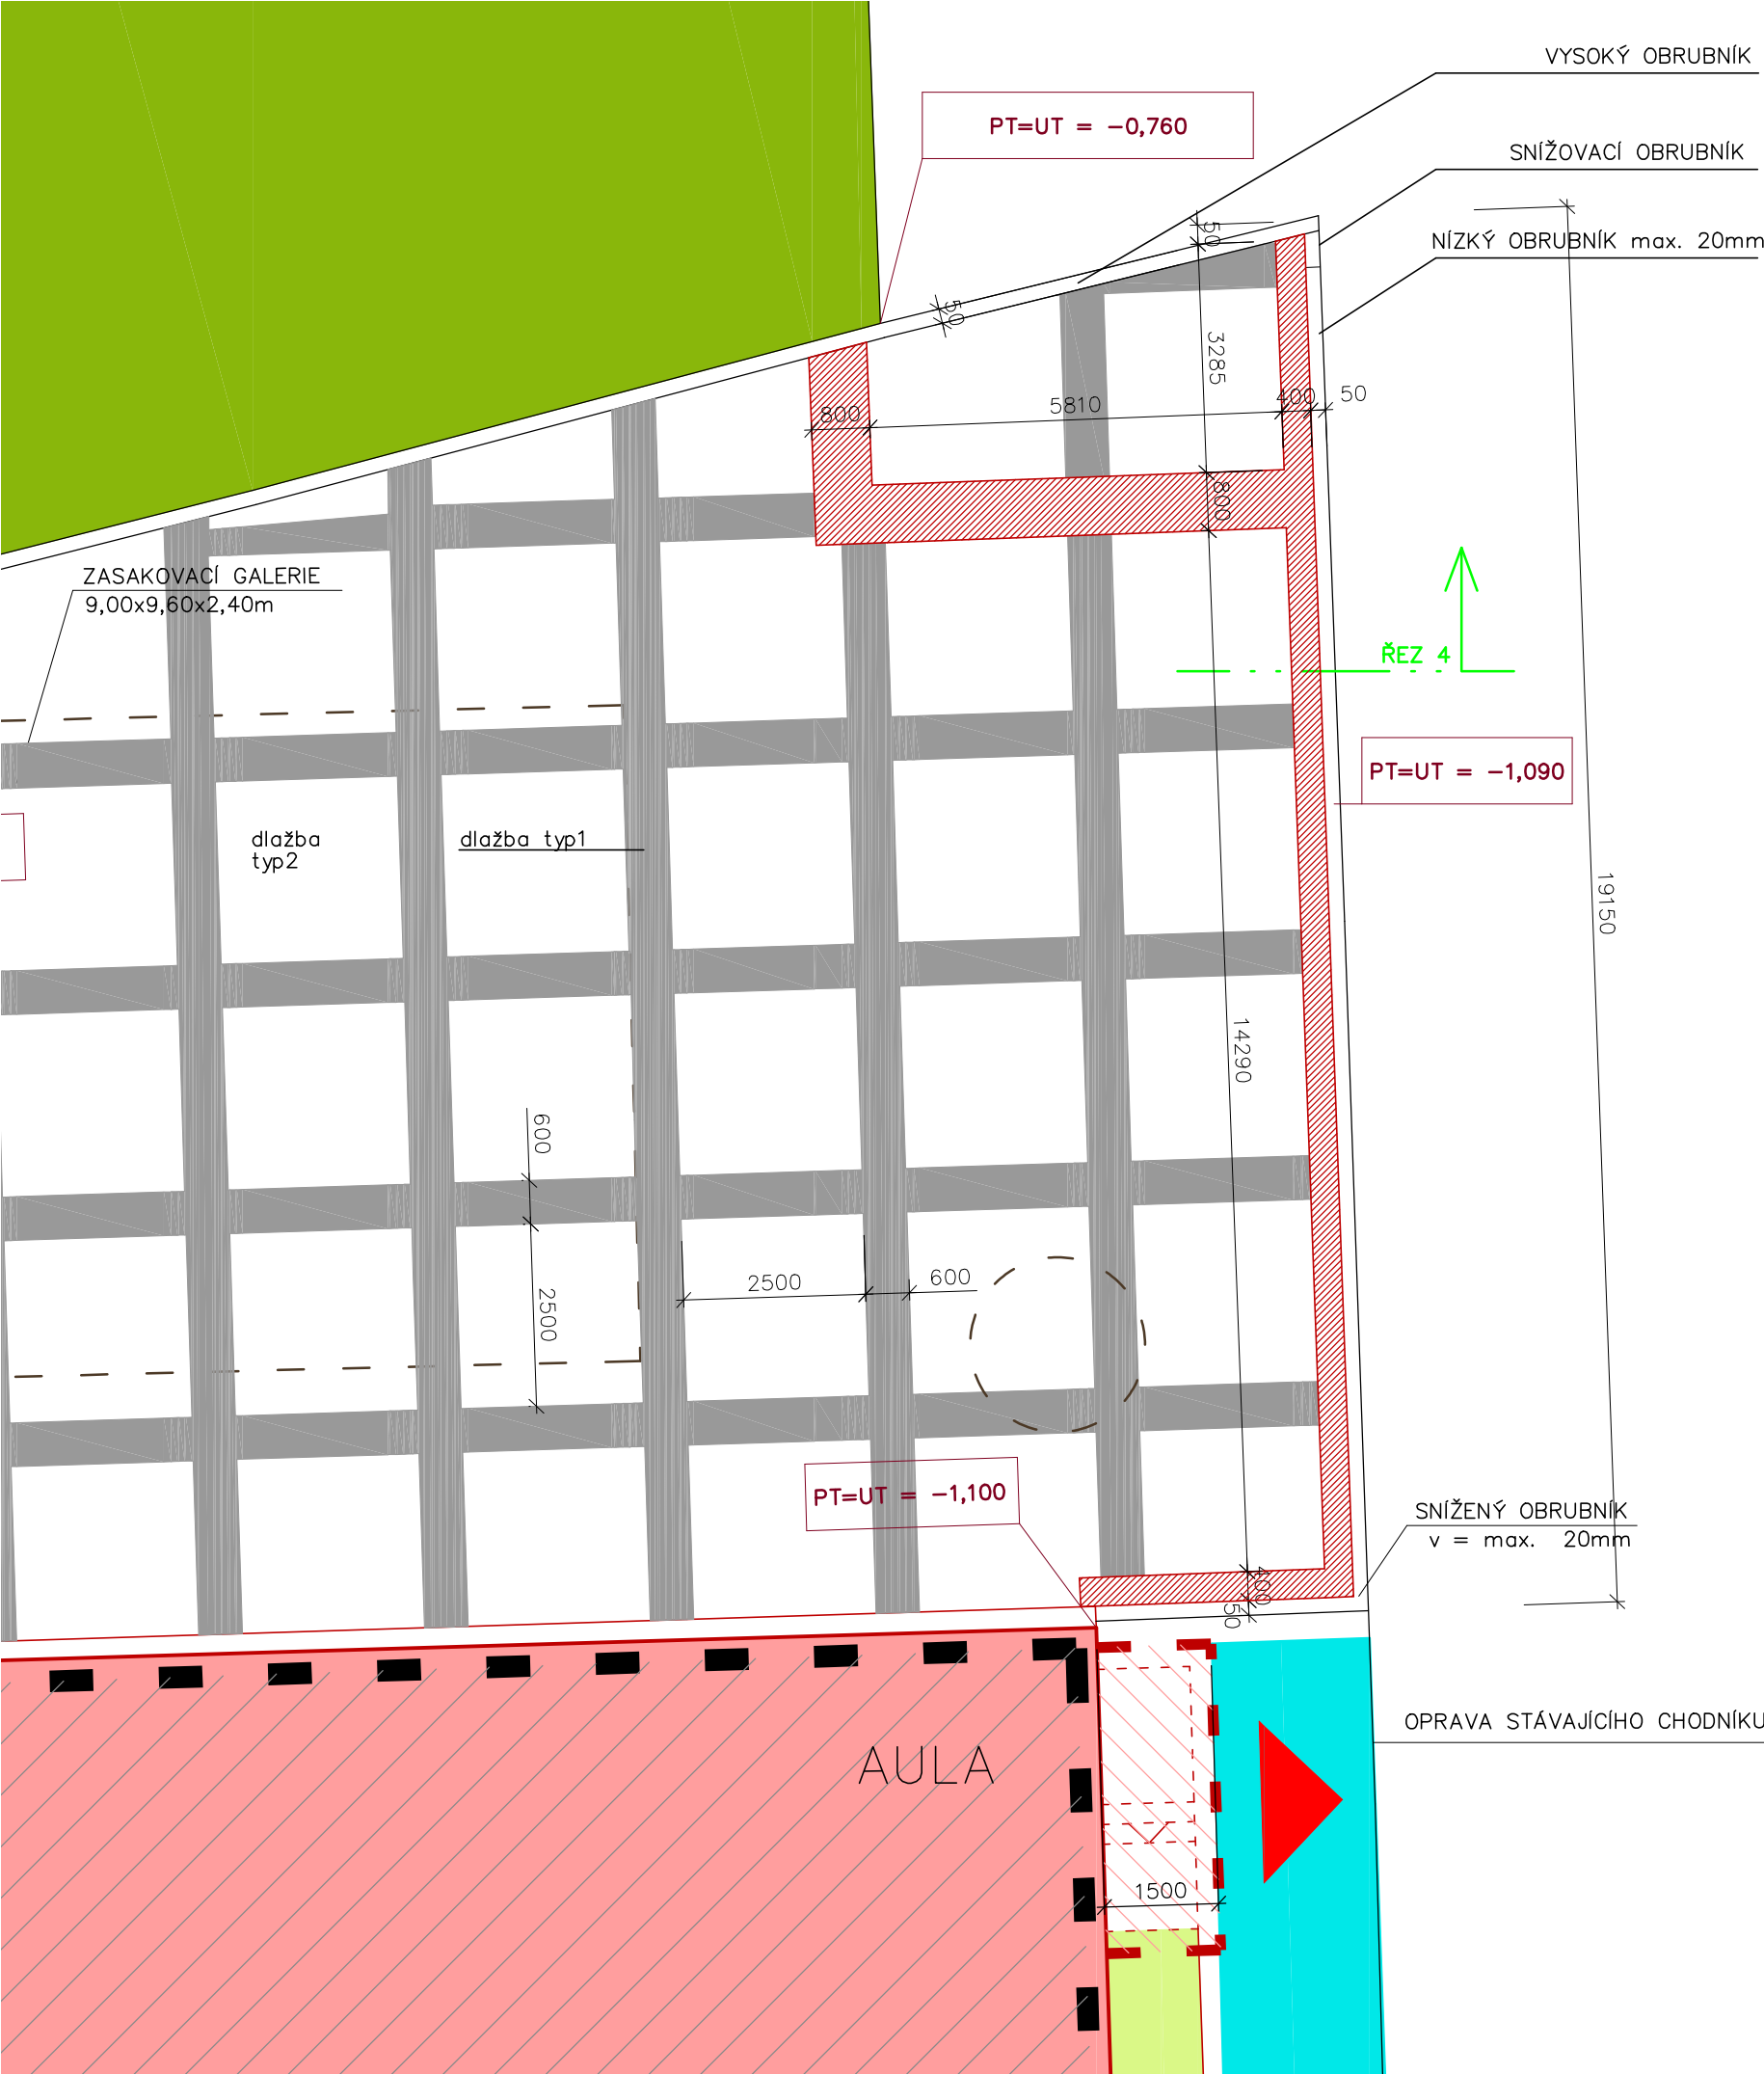 VYSOKÝ OBRUBNÍK
PT=UT = -0,760
SNÍŽOVACÍ OBRUBNÍK
50
NÍZKÝ OBRUBNÍK max. 20mm
50
3285
800
5810
400
50
800
ZASAKOVACÍ GALERIE
9,00x9,60x2,40m
ŘEZ 4
PT=UT = -1,090
dlažba
typ2
dlažba typ1
19150
14290
600
2500
600
2500
PT=UT = -1,100
SNÍŽENÝ OBRUBNÍK
v = max. 20mm
400
50
OPRAVA STÁVAJÍCÍHO CHODNÍKU
AULA
1500